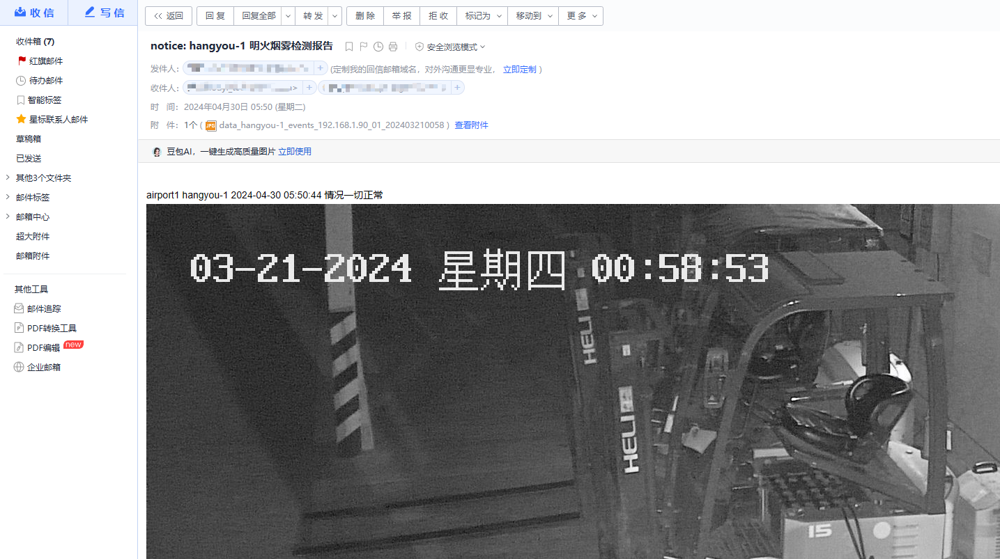 收 信
写 信
<< 返回
回 复
回复全部
转 发
删 除
举 报
拒 收
标记为
移动到
更 多
收件箱 (7)
红旗邮件
待办邮件
智能标签
星标联系人邮件
草稿箱
已发送
其他3个文件夹
邮件标签
邮箱中心
超大附件
邮箱附件
其他工具
邮件追踪
PDF转换工具
PDF编辑 new
企业邮箱
notice: hangyou-1 明火烟雾检测报告
安全浏览模式
发件人： + (定制我的回信邮箱域名，对外沟通更显专业， 立即定制 )
收件人： + +
时 间： 2024年04月30日 05:50 (星期二)
附 件： 1个 ( JPG data_hangyou-1_events_192.168.1.90_01_202403210058 ) 查看附件
豆包AI，一键生成高质量图片 立即使用
airport1 hangyou-1 2024-04-30 05:50:44 情况一切正常
03-21-2024 星期四 00:58:53
HELI
HELI
15